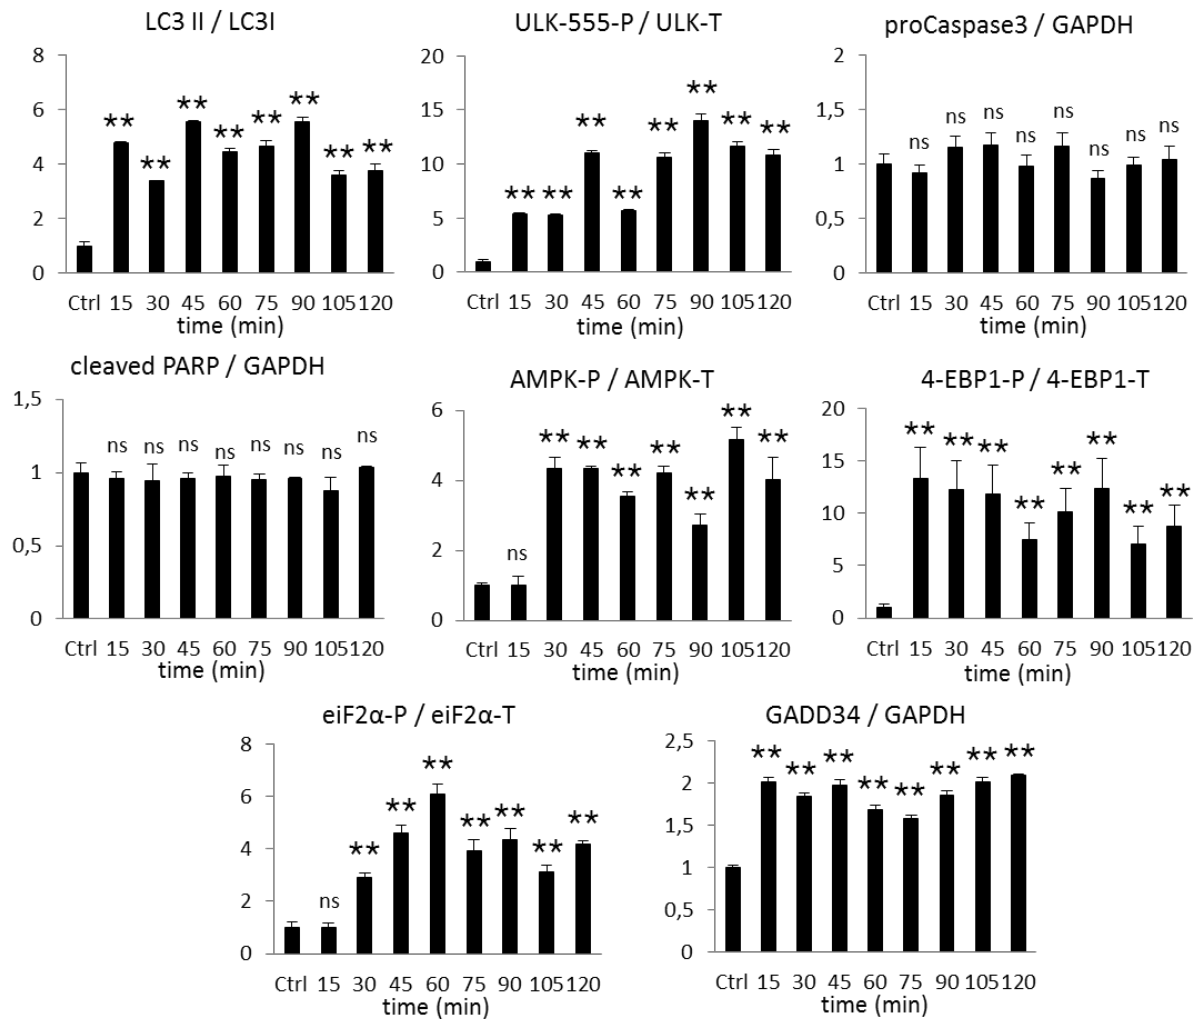 LC3 II / LC3I
8
6
4
2
0
** ** ** ** ** ** ** **
Ctrl 15 30 45 60 75 90 105 120
time (min)
ULK-555-P / ULK-T
20
15
10
5
0
** ** ** ** ** ** ** **
Ctrl 15 30 45 60 75 90 105 120
time (min)
proCaspase3 / GAPDH
2
1,5
1
0,5
0
ns ns ns ns ns ns ns ns
Ctrl 15 30 45 60 75 90 105 120
time (min)
cleaved PARP / GAPDH
1,5
1
0,5
0
ns ns ns ns ns ns ns ns
Ctrl 15 30 45 60 75 90 105 120
time (min)
AMPK-P / AMPK-T
6
4
2
0
ns ** ** ** ** ** ** **
Ctrl 15 30 45 60 75 90 105 120
time (min)
4-EBP1-P / 4-EBP1-T
20
15
10
5
0
** ** ** ** ** ** ** **
Ctrl 15 30 45 60 75 90 105 120
time (min)
eiF2α-P / eiF2α-T
8
6
4
2
0
ns ** ** ** ** ** ** **
Ctrl 15 30 45 60 75 90 105 120
time (min)
GADD34 / GAPDH
2,5
2
1,5
1
0,5
0
** ** ** ** ** ** ** **
Ctrl 15 30 45 60 75 90 105 120
time (min)